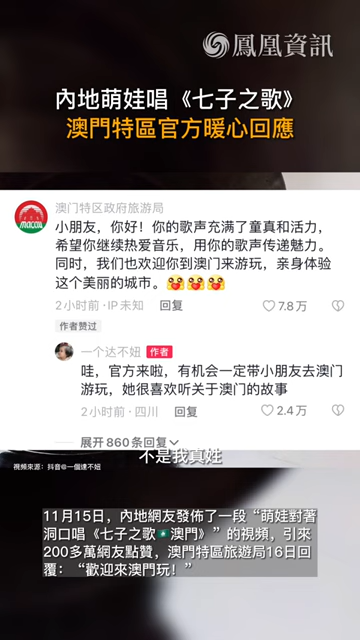 鳳凰資訊
內地萌娃唱《七子之歌》
澳門特區官方暖心回應
MACAO
澳门特区政府旅游局
小朋友，你好！你的歌声充满了童真和活力，
希望你继续热爱音乐，用你的歌声传递魅力。
同时，我们也欢迎你到澳门来游玩，亲身体验
这个美丽的城市。🥰🥰🥰
2小时前 · IP未知 回复 7.8万
作者赞过
一个达不妞 作者
哇，官方来啦，有机会一定带小朋友去澳门
游玩，她很喜欢听关于澳门的故事
2小时前 · 四川 回复 2.4万
展开860条回复
不是我真姓
視頻來源：抖音@一個達不妞
11月15日，內地網友發佈了一段“萌娃對著
洞口唱《七子之歌🇲🇴澳門》”的視頻，引來
200多萬網友點贊，澳門特區旅遊局16日回
覆：“歡迎來澳門玩！”